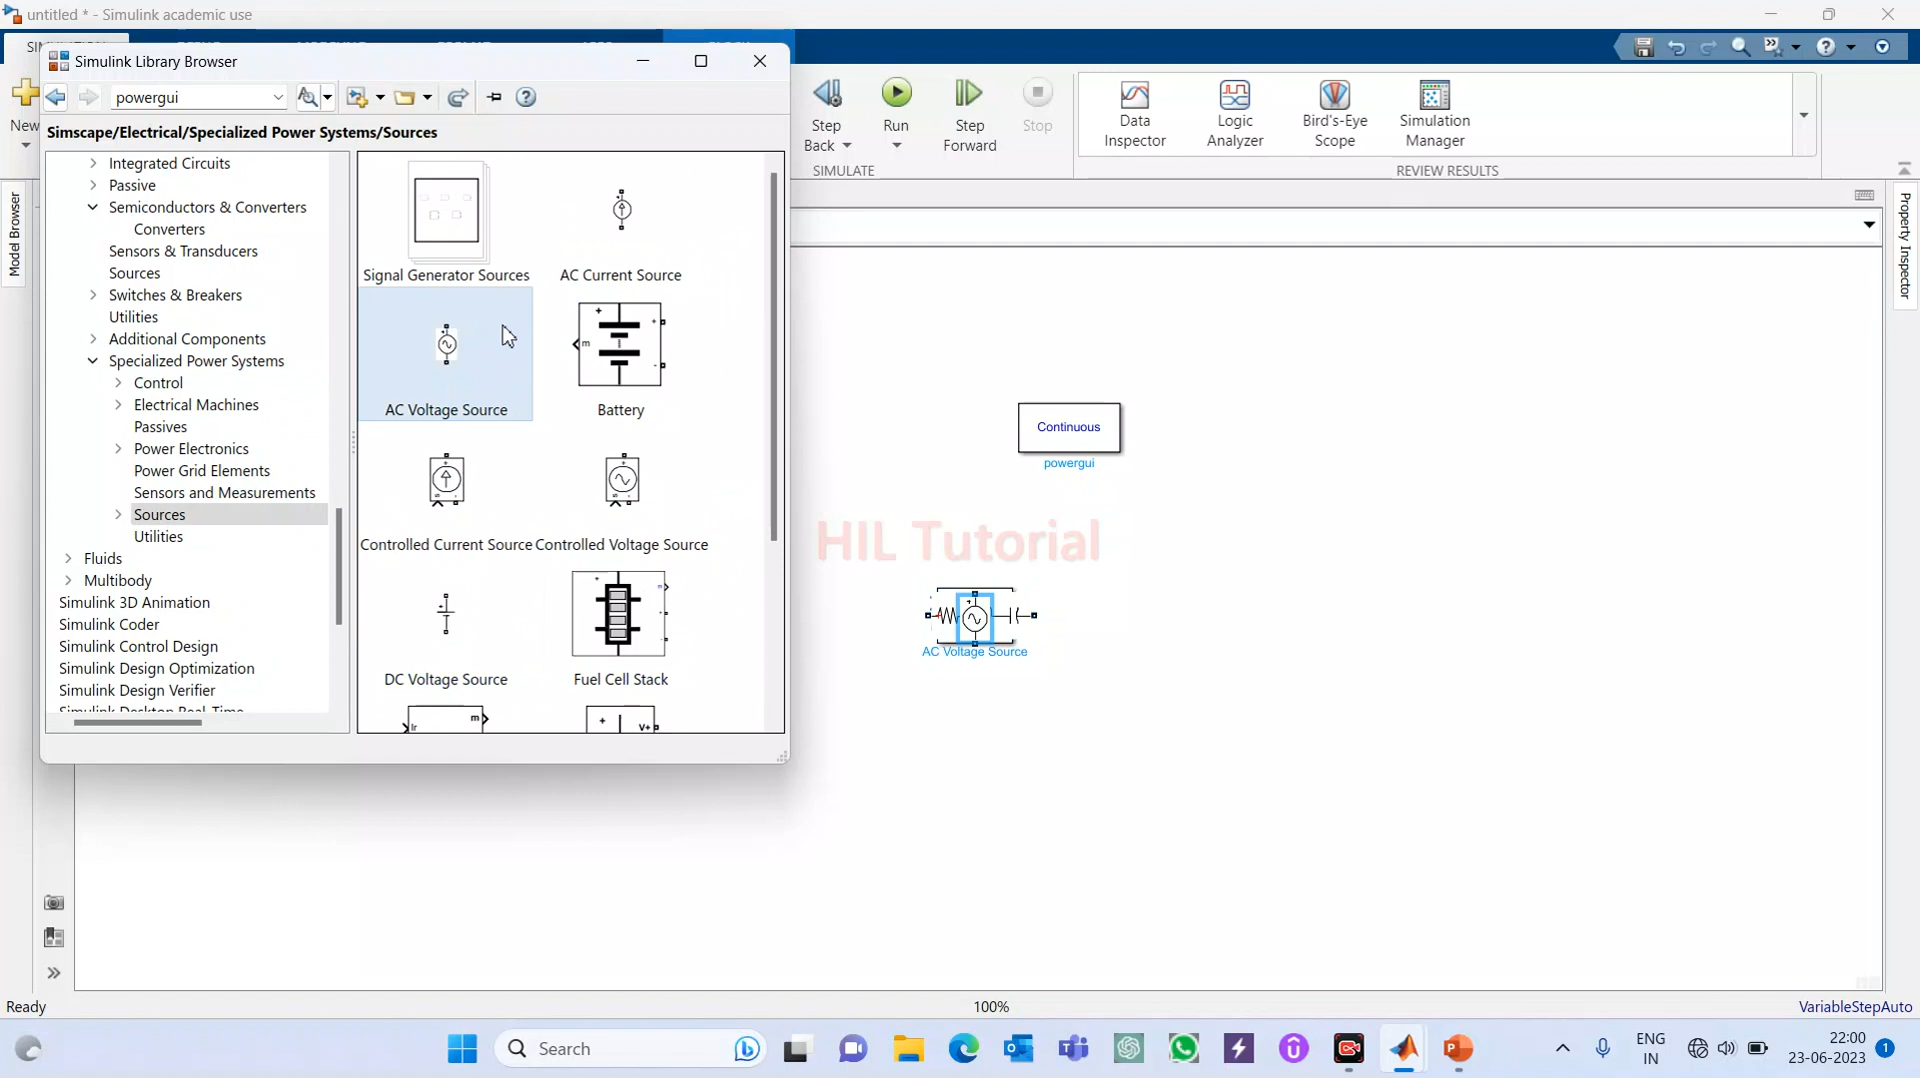 untitled * - Simulink academic use
Simulink Library Browser
powergui
New
Step
Back
Run
Step
Forward
Stop
SIMULATE
Data
Inspector
Logic
Analyzer
Bird's-Eye
Scope
Simulation
Manager
REVIEW RESULTS
Simscape/Electrical/Specialized Power Systems/Sources
Integrated Circuits
Passive
Semiconductors & Converters
Converters
Sensors & Transducers
Sources
Switches & Breakers
Utilities
Additional Components
Specialized Power Systems
Control
Electrical Machines
Passives
Power Electronics
Power Grid Elements
Sensors and Measurements
Sources
Utilities
Fluids
Multibody
Simulink 3D Animation
Simulink Coder
Simulink Control Design
Simulink Design Optimization
Simulink Design Verifier
Simulink Desktop Real-Time
Signal Generator Sources
AC Current Source
AC Voltage Source
m
Battery
Controlled Current Source
Controlled Voltage Source
DC Voltage Source
Fuel Cell Stack
Ir
m
V+
Model Browser
Property Inspector
Continuous
powergui
HIL Tutorial
AC Voltage Source
Ready
100%
VariableStepAuto
Search
ENG
IN
22:00
23-06-2023
1